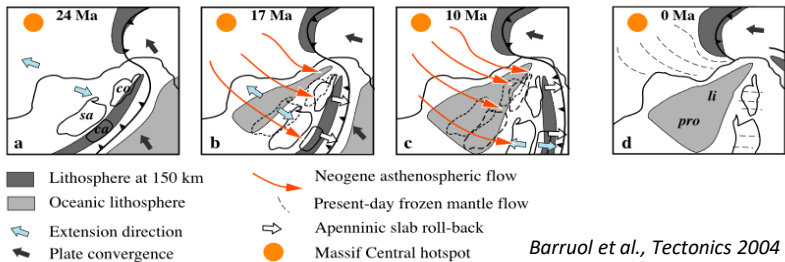 24 Ma
17 Ma
10 Ma
0 Ma
co
sa
ca
li
pro
a
b
c
d
Lithosphere at 150 km
Oceanic lithosphere
Extension direction
Plate convergence
Neogene asthenospheric flow
Present-day frozen mantle flow
Apenninic slab roll-back
Massif Central hotspot
Barruol et al., Tectonics 2004